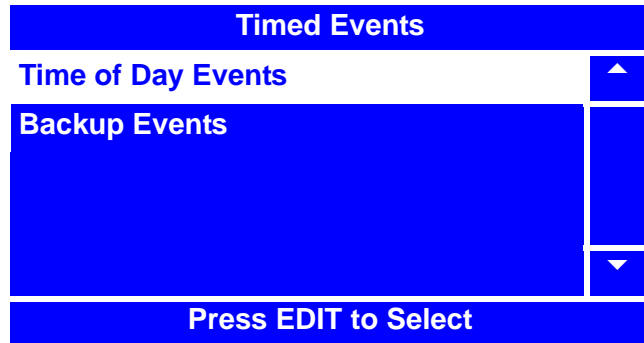 Timed Events
Time of Day Events
Backup Events
Press EDIT to Select